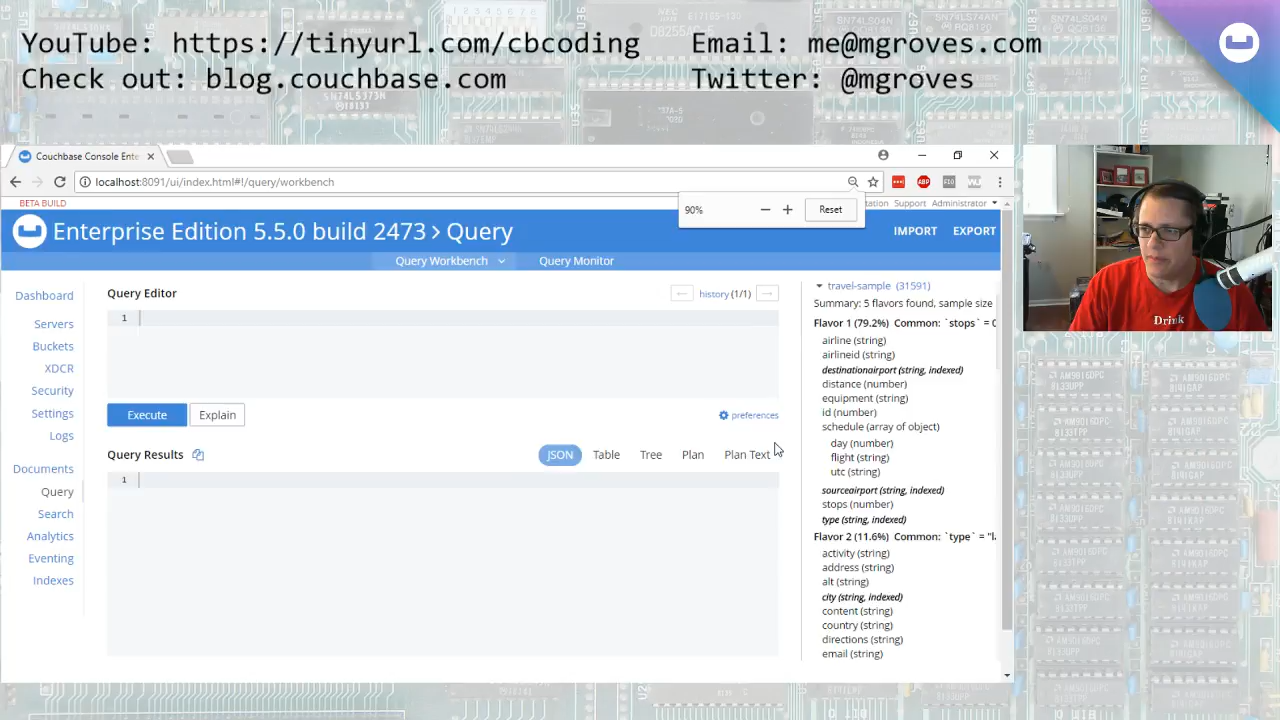 YouTube: https://tinyurl.com/cbcoding Email: me@mgroves.com
Check out: blog.couchbase.com Twitter: @mgroves
Couchbase Console Ente
localhost:8091/ui/index.html#!/query/workbench
90% Reset
BETA BUILD
Support Administrator
Enterprise Edition 5.5.0 build 2473 > Query
IMPORT EXPORT
Query Workbench Query Monitor
Dashboard
Servers
Buckets
XDCR
Security
Settings
Logs
Documents
Query
Search
Analytics
Eventing
Indexes
Query Editor
history (1/1)
1
Execute Explain
preferences
Query Results
JSON Table Tree Plan Plan Text
1
travel-sample (31591)
Summary: 5 flavors found, sample size
Flavor 1 (79.2%) Common: `stops` = 0
airline (string)
airlineid (string)
destinationairport (string, indexed)
distance (number)
equipment (string)
id (number)
schedule (array of object)
day (number)
flight (string)
utc (string)
sourceairport (string, indexed)
stops (number)
type (string, indexed)
Flavor 2 (11.6%) Common: `type` = "l
activity (string)
address (string)
alt (string)
city (string, indexed)
content (string)
country (string)
directions (string)
email (string)
Drink